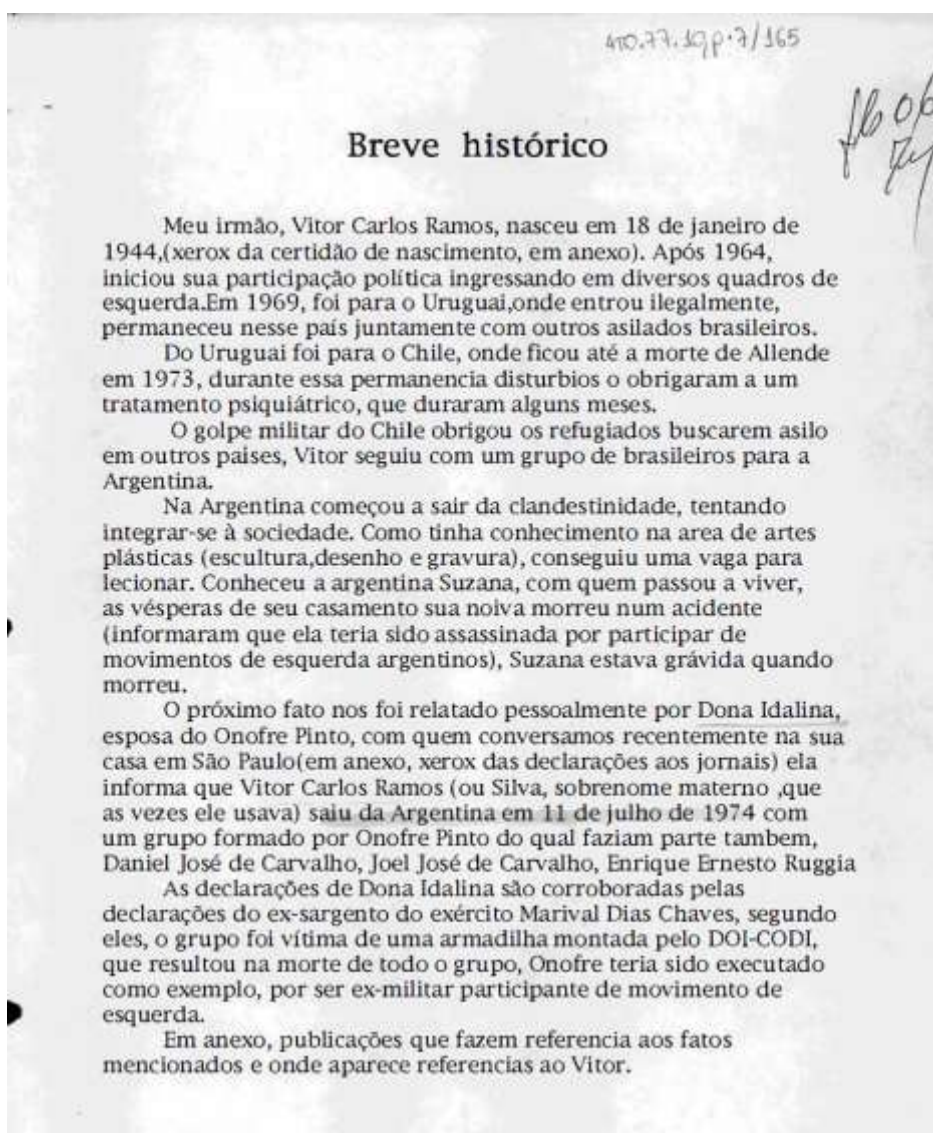 Breve histórico
Meu irmão, Vitor Carlos Ramos, nasceu em 18 de janeiro de
1944,(xerox da certidão de nascimento, em anexo). Após 1964,
iniciou sua participação política ingressando em diversos quadros de
esquerda.Em 1969, foi para o Uruguai,onde entrou ilegalmente,
permaneceu nesse país juntamente com outros asilados brasileiros.
Do Uruguai foi para o Chile, onde ficou até a morte de Allende
em 1973, durante essa permanencia disturbios o obrigaram a um
tratamento psiquiátrico, que duraram alguns meses.
O golpe militar do Chile obrigou os refugiados buscarem asilo
em outros paises, Vitor seguiu com um grupo de brasileiros para a
Argentina.
Na Argentina começou a sair da clandestinidade, tentando
integrar-se à sociedade. Como tinha conhecimento na area de artes
plásticas (escultura,desenho e gravura), conseguiu uma vaga para
lecionar. Conheceu a argentina Suzana, com quem passou a viver,
as vésperas de seu casamento sua noiva morreu num acidente
(informaram que ela teria sido assassinada por participar de
movimentos de esquerda argentinos), Suzana estava grávida quando
morreu.
O próximo fato nos foi relatado pessoalmente por Dona Idalina,
esposa do Onofre Pinto, com quem conversamos recentemente na sua
casa em São Paulo(em anexo, xerox das declarações aos jornais) ela
informa que Vitor Carlos Ramos (ou Silva, sobrenome materno ,que
as vezes ele usava) saiu da Argentina em 11 de julho de 1974 com
um grupo formado por Onofre Pinto do qual faziam parte tambem,
Daniel José de Carvalho, Joel José de Carvalho, Enrique Ernesto Ruggia
As declarações de Dona Idalina são corroboradas pelas
declarações do ex-sargento do exército Marival Dias Chaves, segundo
eles, o grupo foi vítima de uma armadilha montada pelo DOI-CODI,
que resultou na morte de todo o grupo, Onofre teria sido executado
como exemplo, por ser ex-militar participante de movimento de
esquerda.
Em anexo, publicações que fazem referencia aos fatos
mencionados e onde aparece referencias ao Vitor.